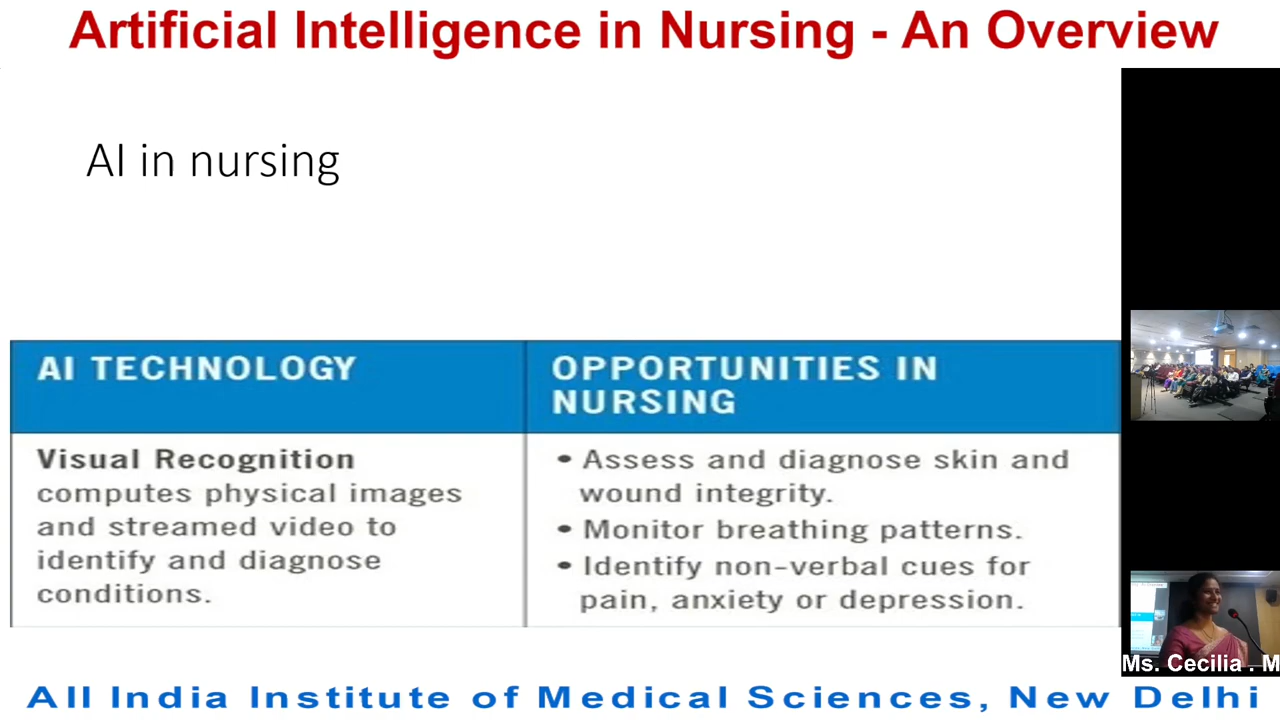 Artificial Intelligence in Nursing - An Overview
AI in nursing
AI TECHNOLOGY
OPPORTUNITIES IN
NURSING
Visual Recognition
computes physical images
and streamed video to
identify and diagnose
conditions.
• Assess and diagnose skin and
wound integrity.
• Monitor breathing patterns.
• Identify non-verbal cues for
pain, anxiety or depression.
Ms. Cecilia . M
All India Institute of Medical Sciences, New Delhi